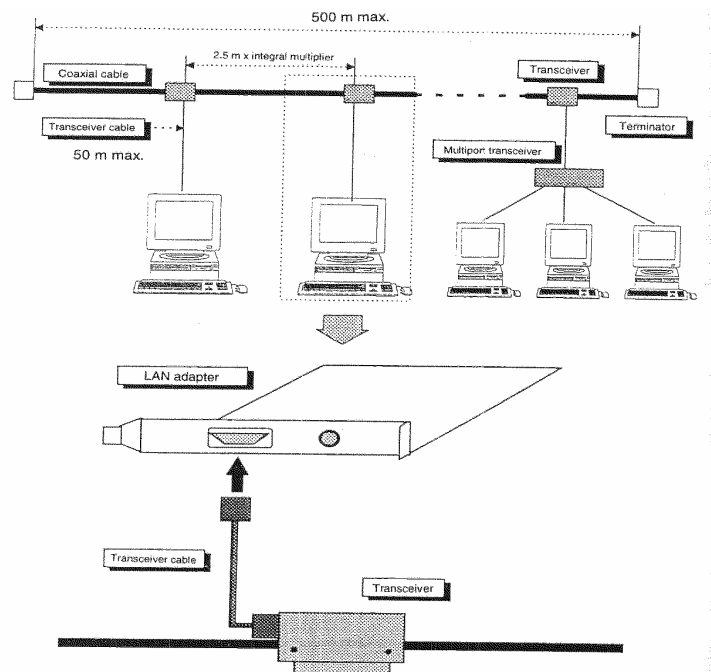 500 m max.
2.5 m x integral multiplier
Coaxial cable
Transceiver
Transceiver cable
Terminator
50 m max.
Multiport transceiver
LAN adapter
Transceiver cable
Transceiver